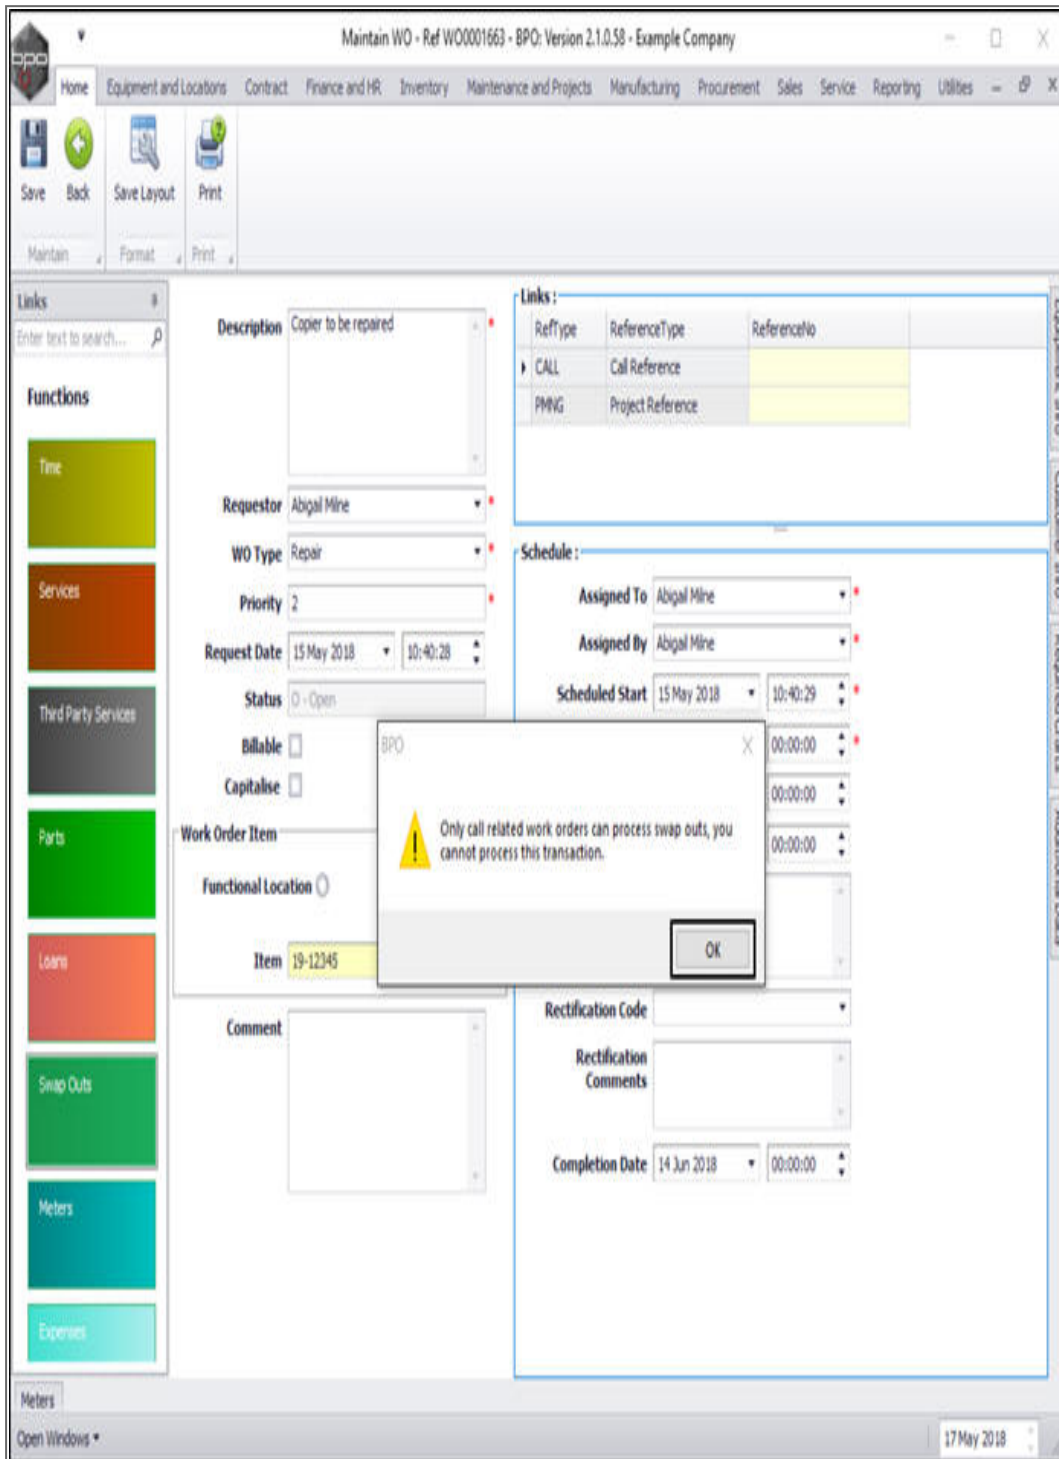 Maintain WO - Ref WO0001663 - BPO: Version 2.1.0.58 - Example Company
bpo
Home Equipment and Locations Contract Finance and HR Inventory Maintenance and Projects Manufacturing Procurement Sales Service Reporting Utilities
Save Back Save Layout Print
Maintain Format Print
Links
Enter text to search...
Functions
Time
Services
Third Party Services
Parts
Loans
Swap Outs
Meters
Expenses
Description Copier to be repaired *
Requestor Abigail Milne *
WO Type Repair *
Priority 2 *
Request Date 15 May 2018 10:40:28
Status O - Open
Billable
Capitalise
Work Order Item
Functional Location
Item 19-12345
Comment
Links :
RefType ReferenceType ReferenceNo
CALL Call Reference
PMNG Project Reference
Schedule :
Assigned To Abigail Milne *
Assigned By Abigail Milne *
Scheduled Start 15 May 2018 10:40:29 *
00:00:00 *
00:00:00
00:00:00
BPO
Only call related work orders can process swap outs, you
cannot process this transaction.
OK
Rectification Code
Rectification
Comments
Completion Date 14 Jun 2018 00:00:00
Meters
Open Windows
17 May 2018